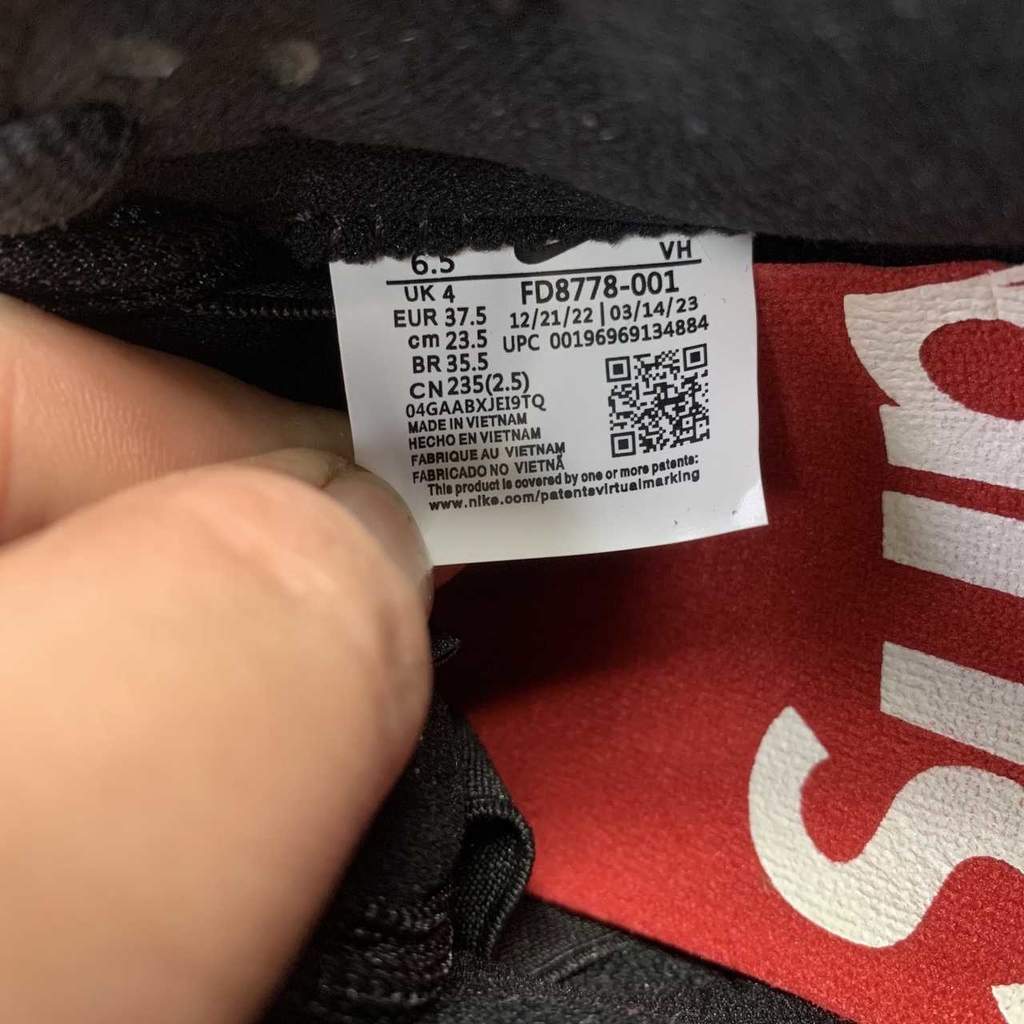 6.5 VH
UK 4 FD8778-001
EUR 37.5 12/21/22 | 03/14/23
cm 23.5 UPC 00196969134884
BR 35.5
CN 235(2.5)
04GAABXJEI9TQ
MADE IN VIETNAM
HECHO EN VIETNAM
FABRIQUE AU VIETNAM
FABRICADO NO VIETNÃ
This product is covered by one or more patents:
www.nike.com/patentsvirtualmarking
Sup